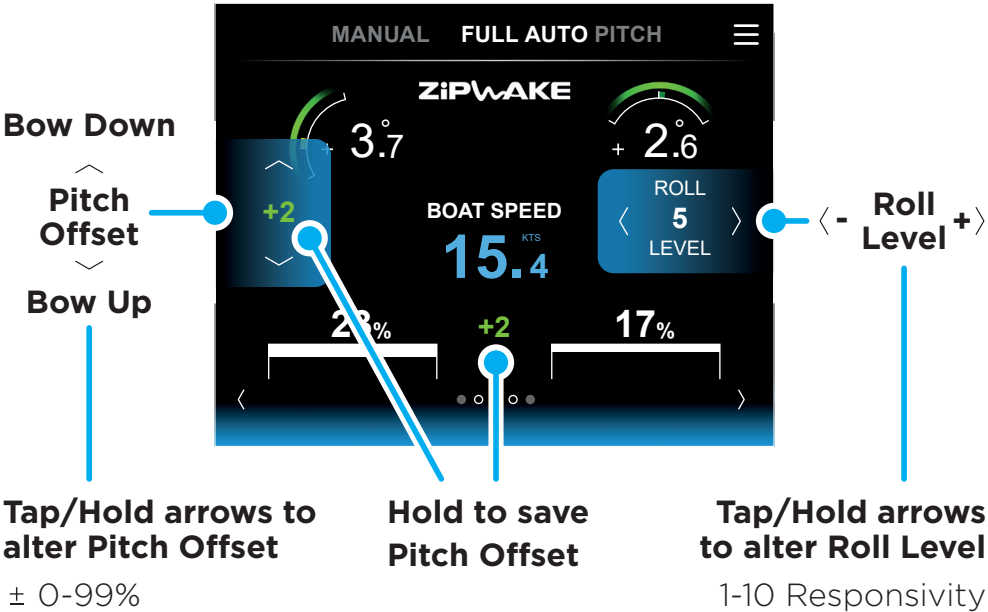 MANUAL FULL AUTO PITCH
ZiPWAKE
+ 3.°7
+ 2.°6
Bow Down
Pitch
Offset
Bow Up
+2
BOAT SPEED
KTS
15.4
ROLL
5
LEVEL
- Roll +
Level
23%
+2
17%
Tap/Hold arrows to
alter Pitch Offset
± 0-99%
Hold to save
Pitch Offset
Tap/Hold arrows
to alter Roll Level
1-10 Responsivity